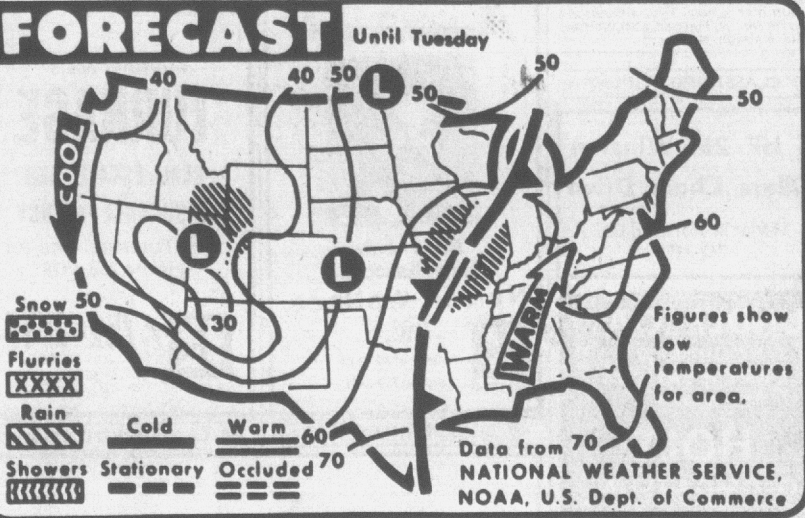 FORECAST
Until Tuesday
40
40
50
L
50
50
50
COOL
60
L
L
50
30
WARM
Figures show
low
temperatures
for area.
Snow
Flurries
XXXX
Rain
Showers
Cold
Warm
Stationary
Occluded
60
70
70
Data from
NATIONAL WEATHER SERVICE,
NOAA, U.S. Dept. of Commerce